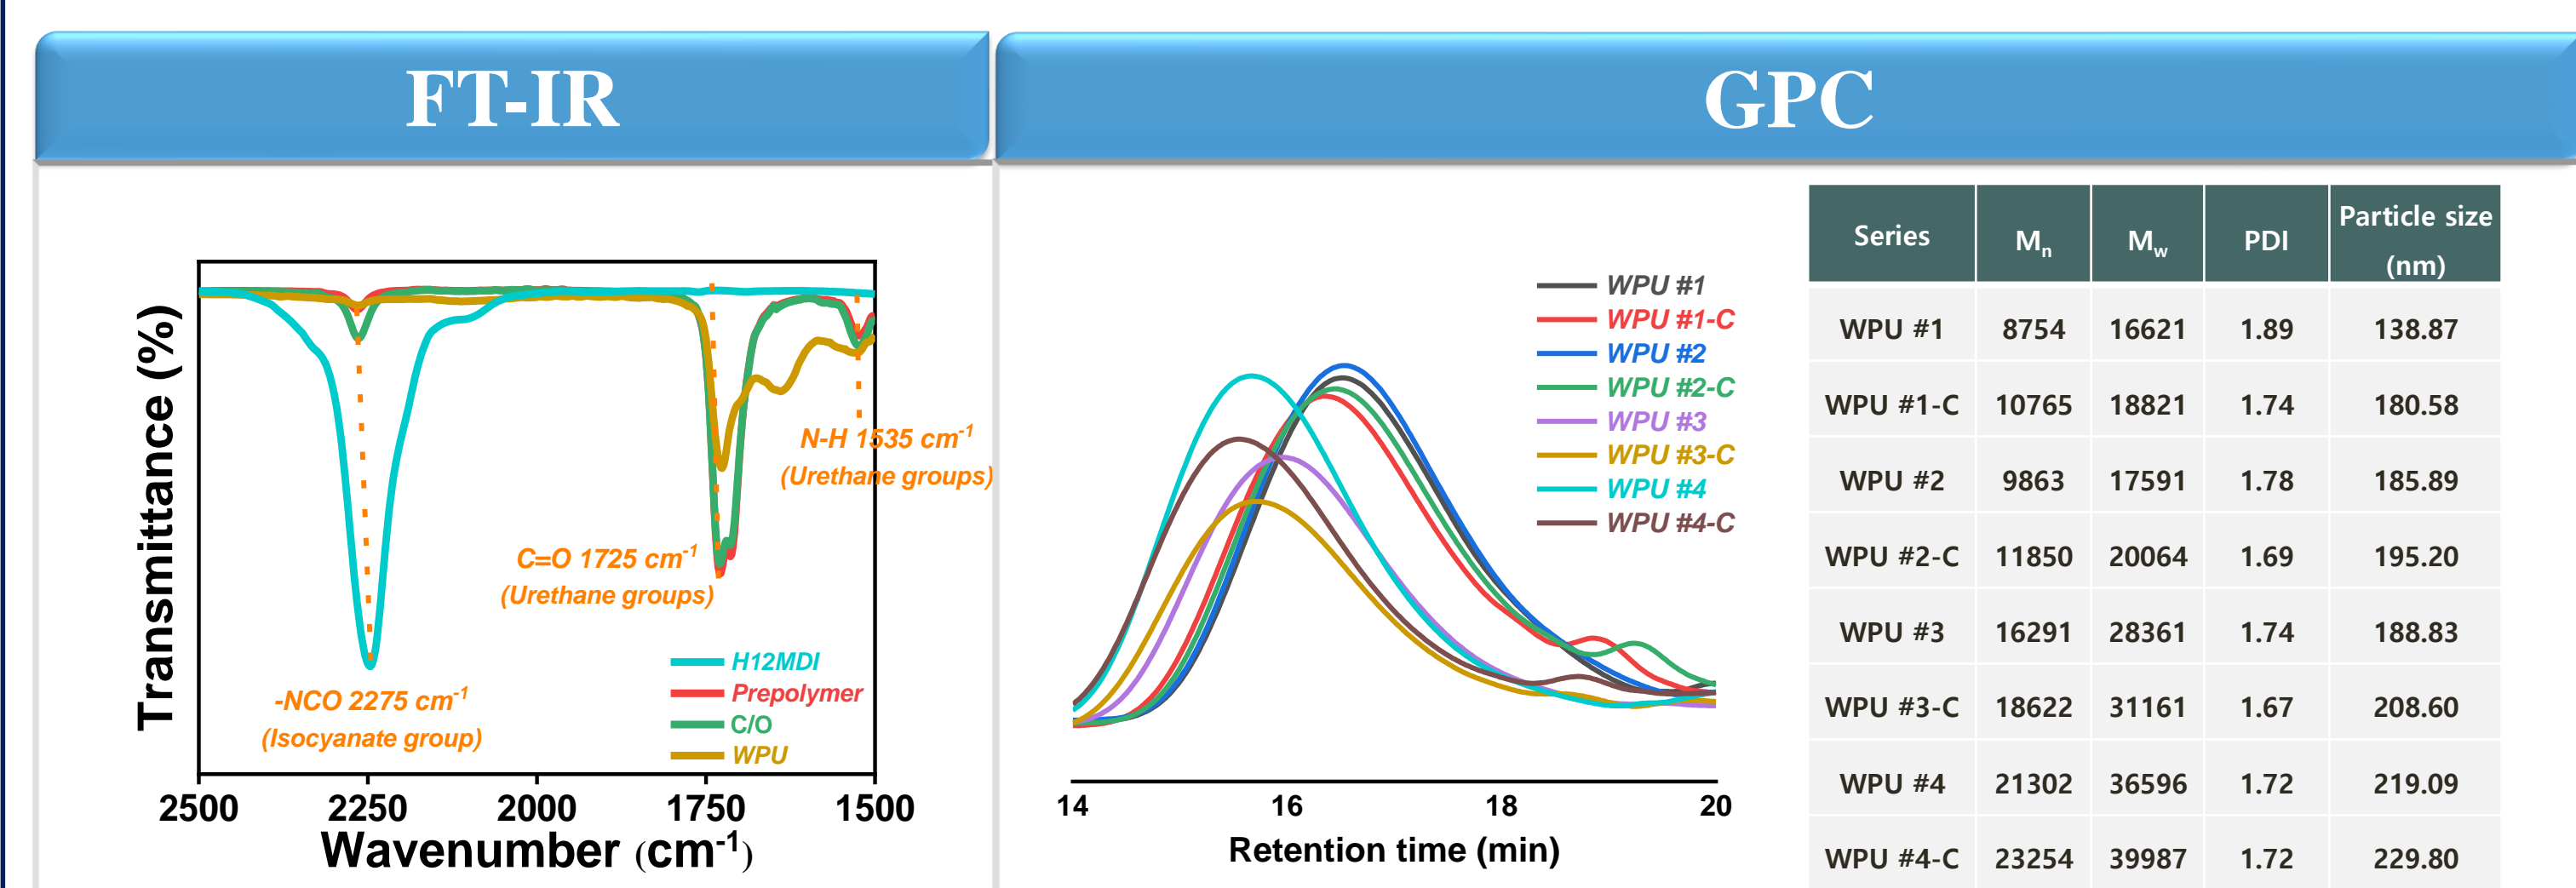 FT-IR
GPC
Transmittance (%)
-NCO 2275 cm-1
(Isocyanate group)
C=O 1725 cm-1
(Urethane groups)
N-H 1535 cm-1
(Urethane groups)
H12MDI
Prepolymer
C/O
WPU
2500 2250 2000 1750 1500
Wavenumber (cm-1)
WPU #1
WPU #1-C
WPU #2
WPU #2-C
WPU #3
WPU #3-C
WPU #4
WPU #4-C
14 16 18 20
Retention time (min)
Series Mn Mw PDI Particle size (nm)
WPU #1 8754 16621 1.89 138.87
WPU #1-C 10765 18821 1.74 180.58
WPU #2 9863 17591 1.78 185.89
WPU #2-C 11850 20064 1.69 195.20
WPU #3 16291 28361 1.74 188.83
WPU #3-C 18622 31161 1.67 208.60
WPU #4 21302 36596 1.72 219.09
WPU #4-C 23254 39987 1.72 229.80